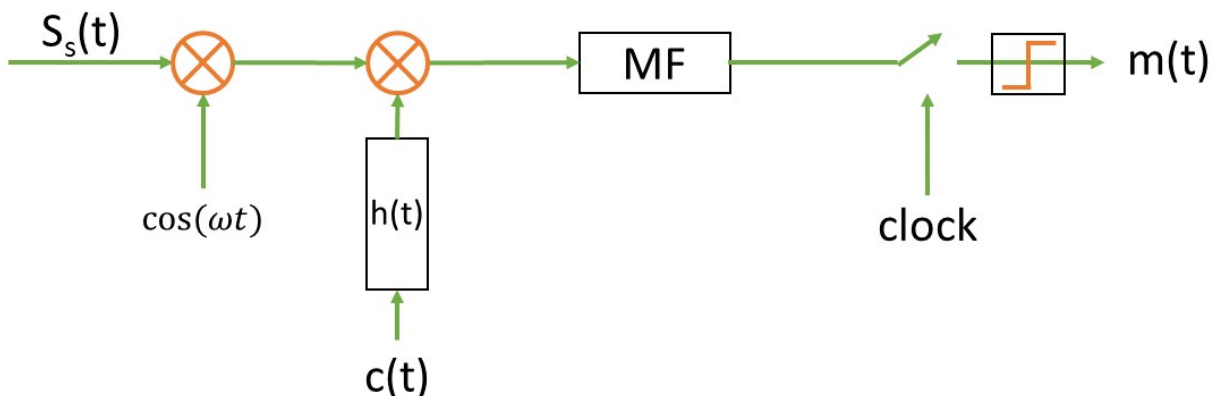 Sₛ(t)
MF
m(t)
cos(ωt)
h(t)
clock
c(t)